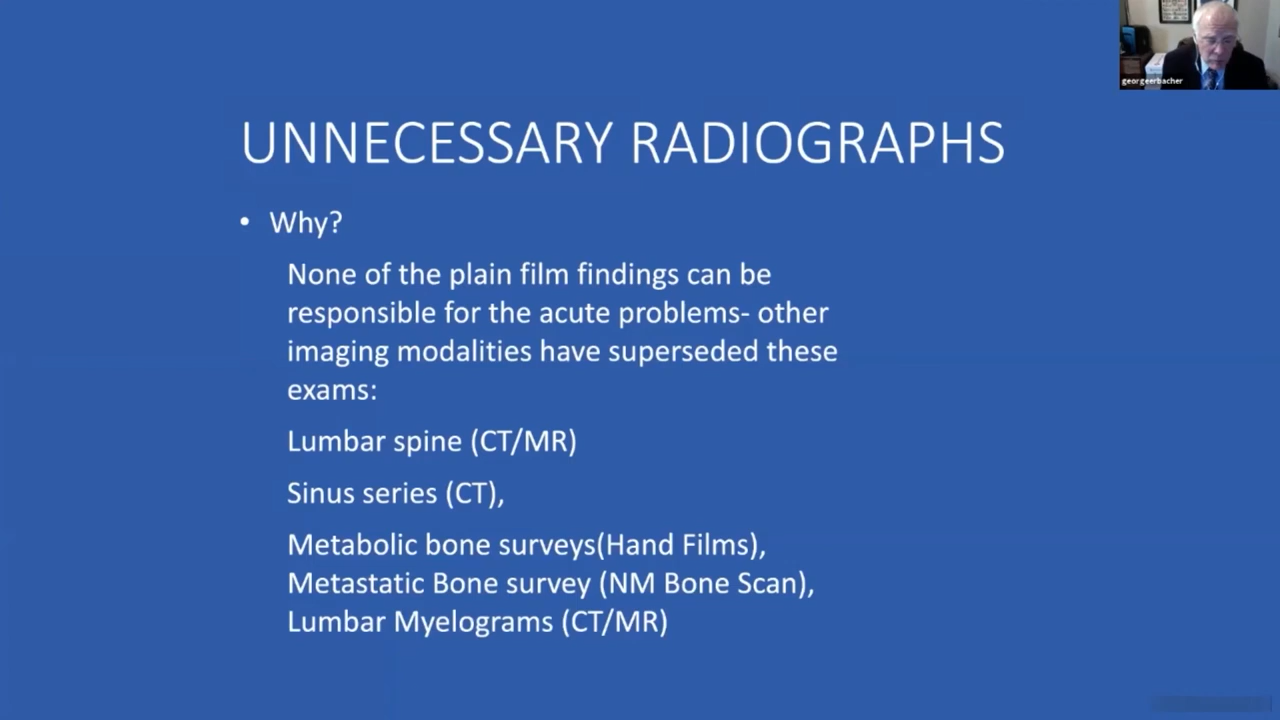 georgeerbacher
UNNECESSARY RADIOGRAPHS
• Why?
None of the plain film findings can be
responsible for the acute problems- other
imaging modalities have superseded these
exams:
Lumbar spine (CT/MR)
Sinus series (CT),
Metabolic bone surveys(Hand Films),
Metastatic Bone survey (NM Bone Scan),
Lumbar Myelograms (CT/MR)